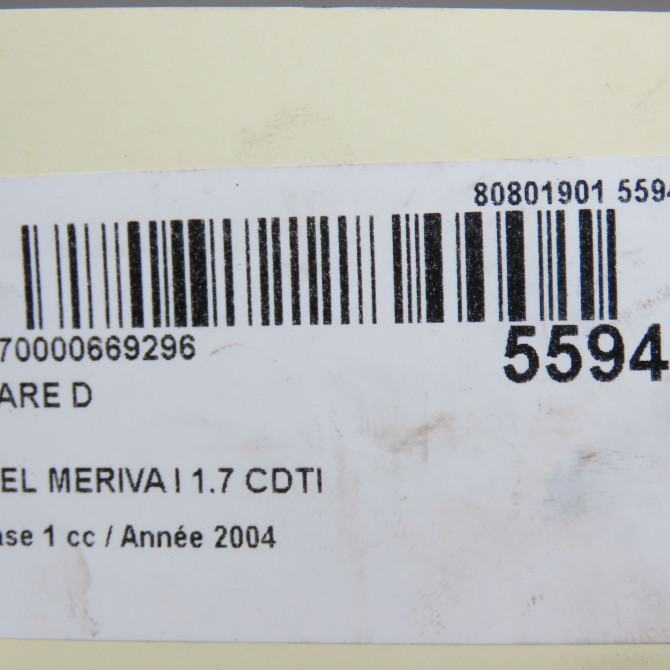 80801901 5594
70000669296
5594
ARE D
EL MERIVA I 1.7 CDTI
ase 1 cc / Année 2004